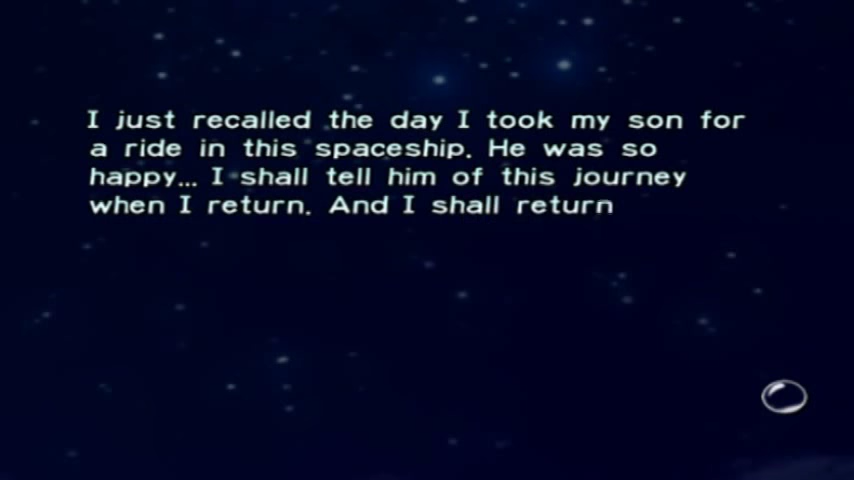 I just recalled the day I took my son for
a ride in this spaceship. He was so
happy... I shall tell him of this journey
when I return. And I shall return